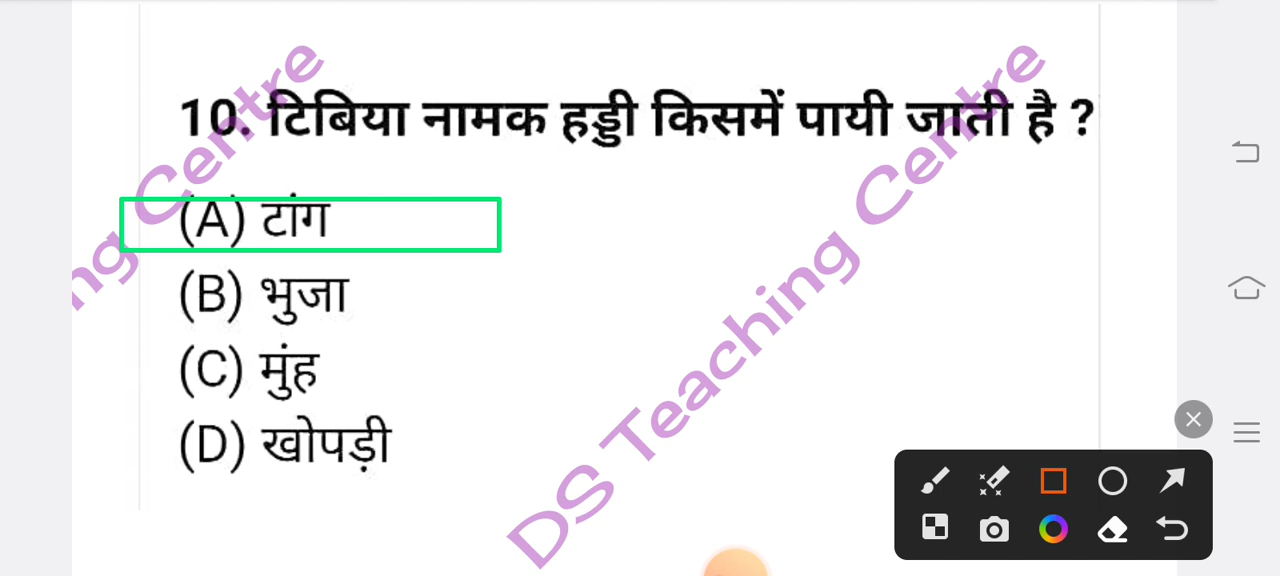 10. टिबिया नामक हड्डी किसमें पायी जाती है ?
(A) टांग
(B) भुजा
(C) मुंह
(D) खोपड़ी
DS Teaching Centre
ng Centre